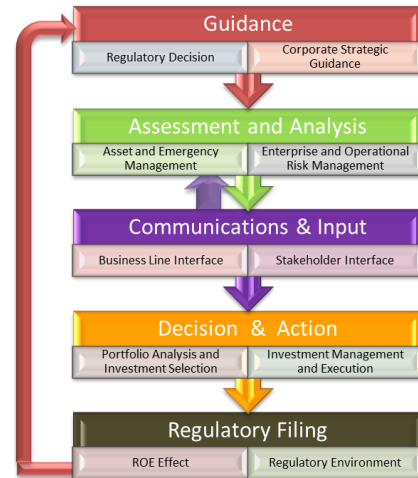 Guidance
Regulatory Decision
Corporate Strategic
Guidance
Assessment and Analysis
Asset and Emergency
Management
Enterprise and Operational
Risk Management
Communications & Input
Business Line Interface
Stakeholder Interface
Decision & Action
Portfolio Analysis and
Investment Selection
Investment Management
and Execution
Regulatory Filing
ROE Effect
Regulatory Environment